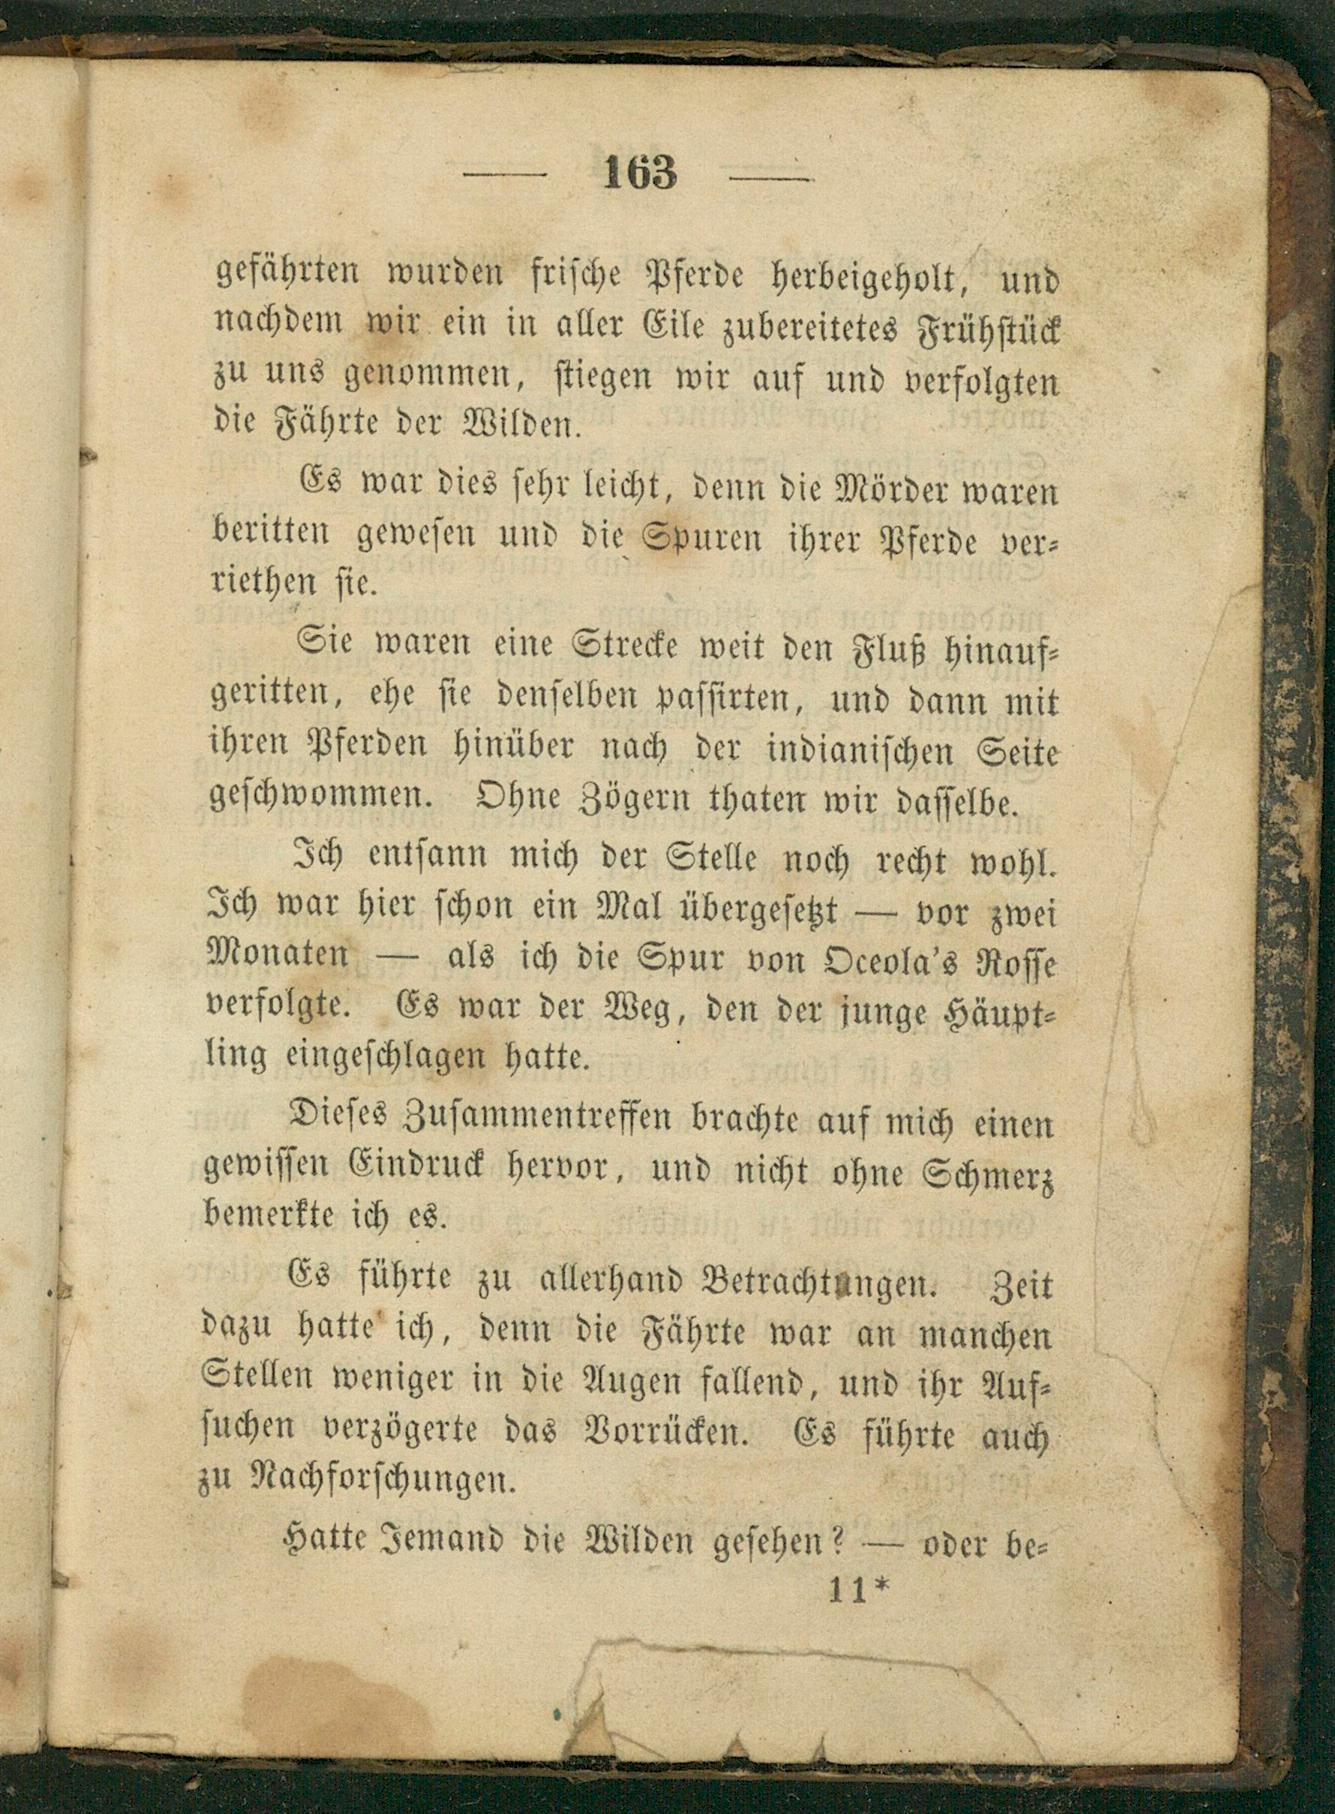 — 163 —
gefährten wurden frische Pferde herbeigeholt, und
nachdem wir ein in aller Eile zubereitetes Frühstück
zu uns genommen, stiegen wir auf und verfolgten
die Fährte der Wilden.
Es war dies sehr leicht, denn die Mörder waren
beritten gewesen und die Spuren ihrer Pferde ver-
riethen sie.
Sie waren eine Strecke weit den Fluß hinauf-
geritten, ehe sie denselben passirten, und dann mit
ihren Pferden hinüber nach der indianischen Seite
geschwommen. Ohne Zögern thaten wir dasselbe.
Ich entsann mich der Stelle noch recht wohl.
Ich war hier schon ein Mal übergesetzt — vor zwei
Monaten — als ich die Spur von Oceola's Rosse
verfolgte. Es war der Weg, den der junge Häupt-
ling eingeschlagen hatte.
Dieses Zusammentreffen brachte auf mich einen
gewissen Eindruck hervor, und nicht ohne Schmerz
bemerkte ich es.
Es führte zu allerhand Betrachtungen. Zeit
dazu hatte ich, denn die Fährte war an manchen
Stellen weniger in die Augen fallend, und ihr Auf-
suchen verzögerte das Vorrücken. Es führte auch
zu Nachforschungen.
Hatte Jemand die Wilden gesehen? — oder be-
11*